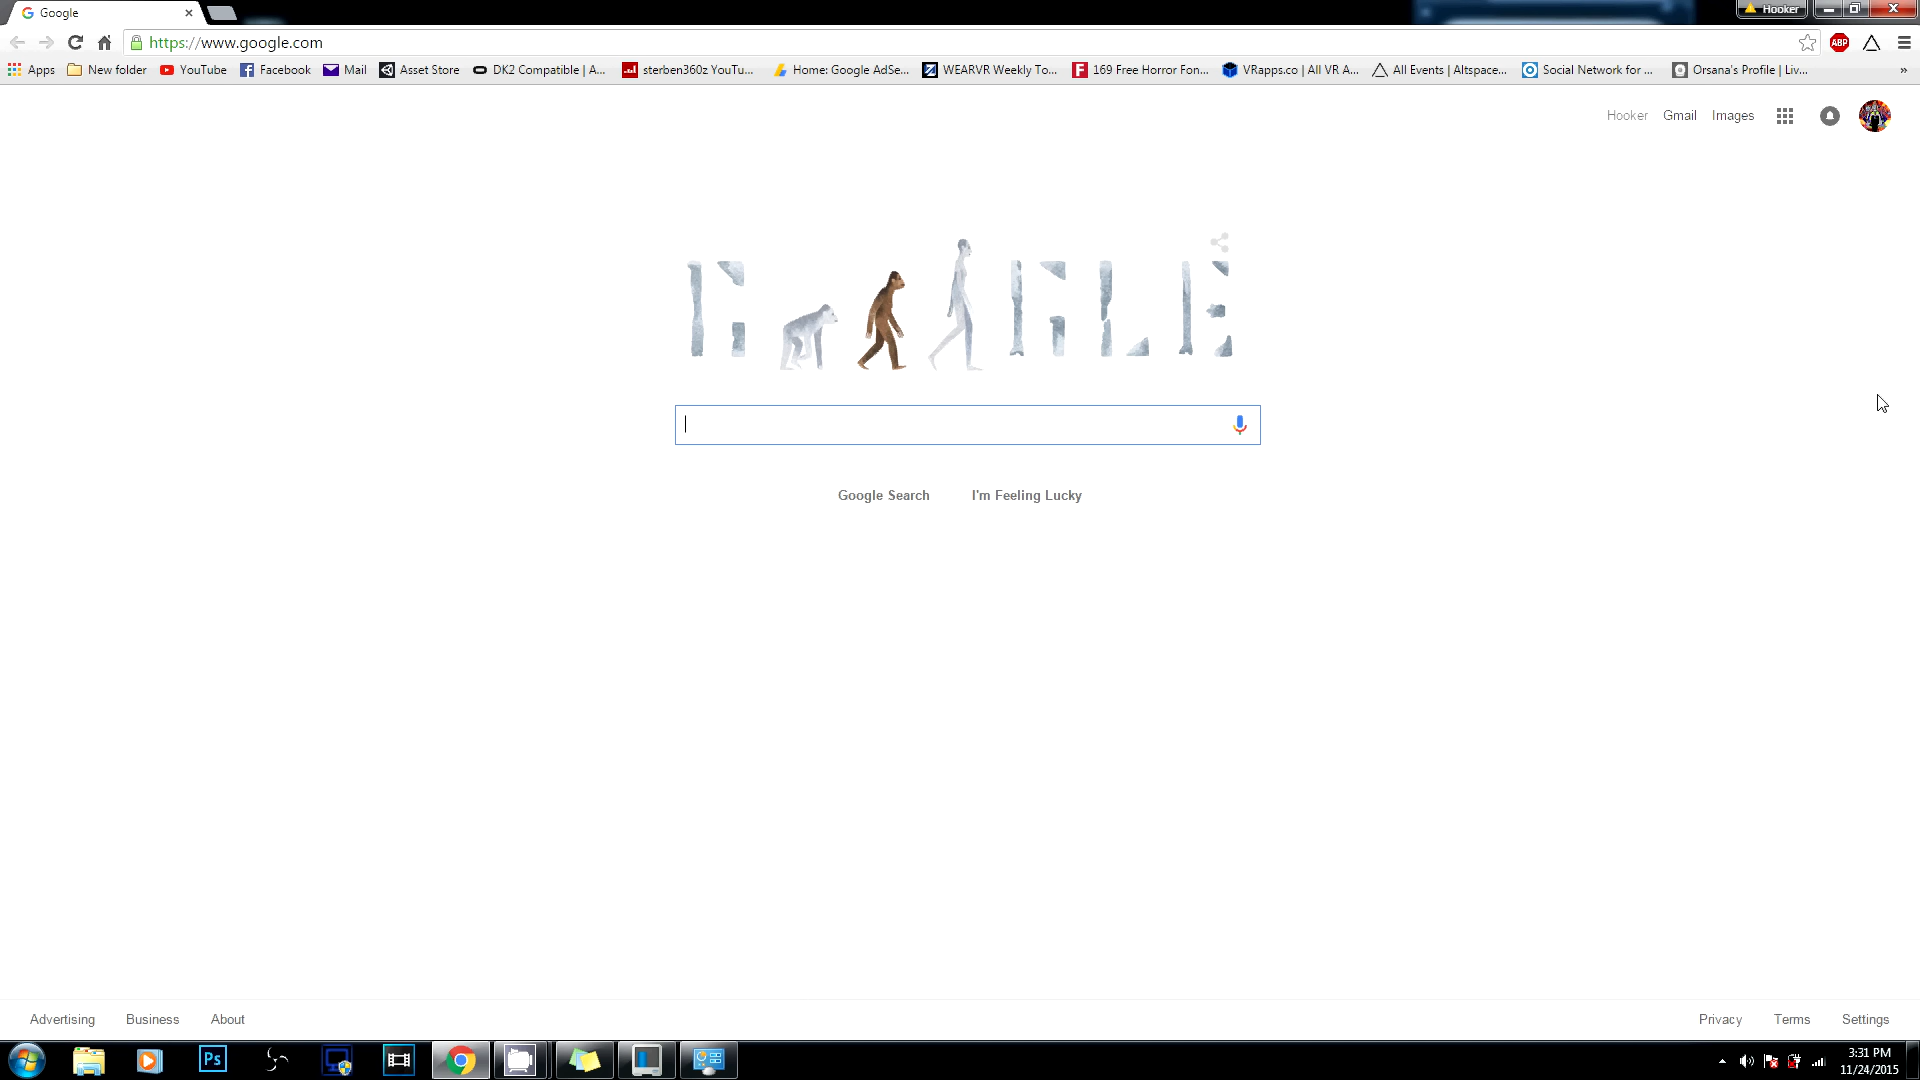 Google
Hooker
https://www.google.com
ABP
Apps New folder YouTube Facebook Mail Asset Store DK2 Compatible | A... sterben360z YouTu... Home: Google AdSe... WEARVR Weekly To... 169 Free Horror Fon... VRapps.co | All VR A... All Events | Altspace... Social Network for ... Orsana's Profile | Liv... »
Hooker Gmail Images
GOOGLE
Google Search I'm Feeling Lucky
Advertising Business About Privacy Terms Settings
Ps
3:31 PM
11/24/2015